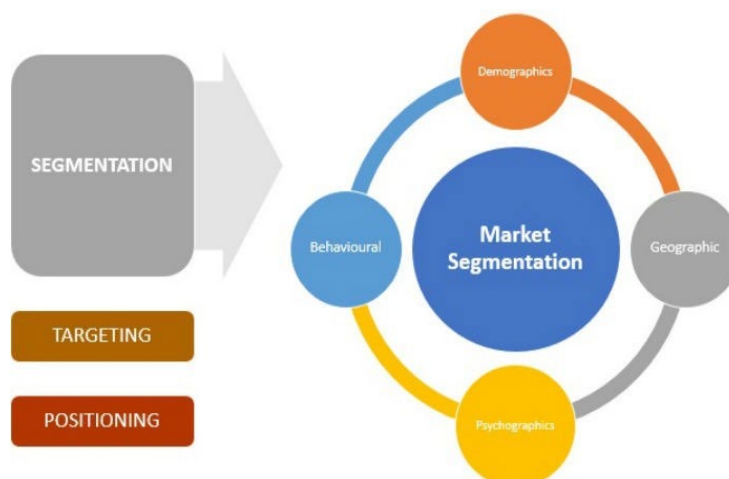 SEGMENTATION
TARGETING
POSITIONING
Demographics
Behavioural
Market
Segmentation
Geographic
Psychographics